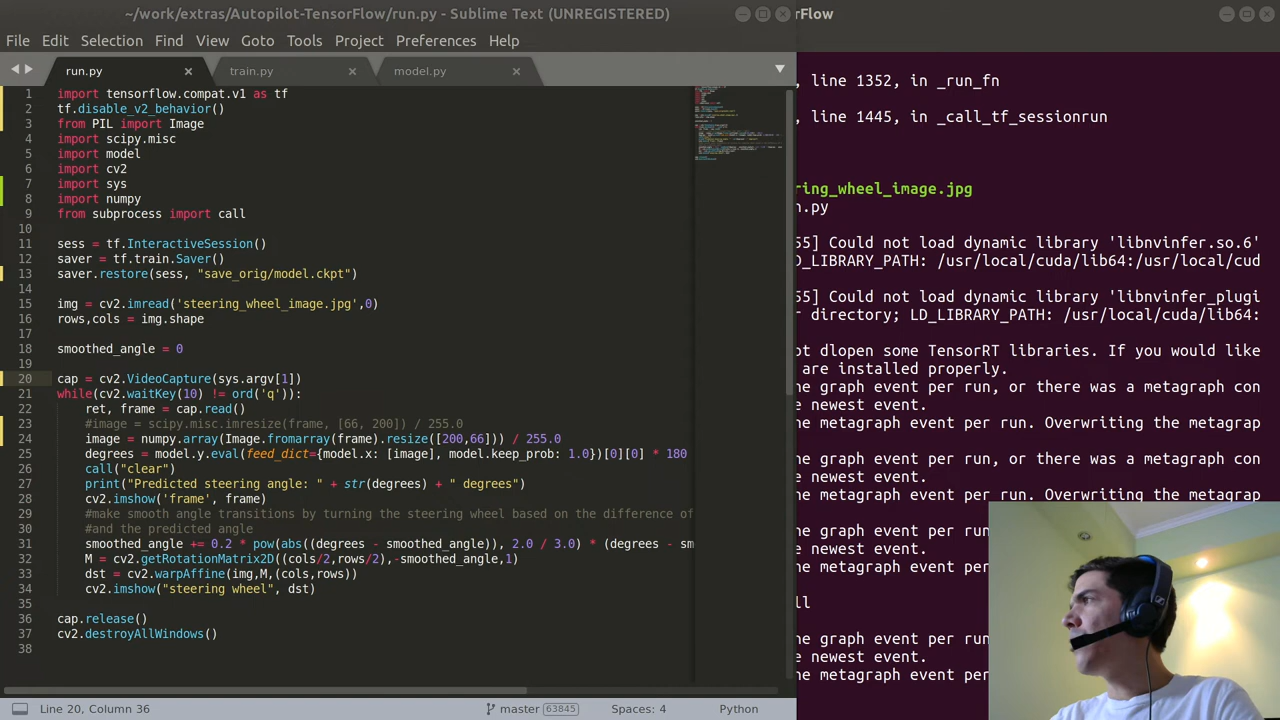 ~/work/extras/Autopilot-TensorFlow/run.py - Sublime Text (UNREGISTERED)
rFlow
File Edit Selection Find View Goto Tools Project Preferences Help
run.py train.py model.py
1 import tensorflow.compat.v1 as tf
2 tf.disable_v2_behavior()
3 from PIL import Image
4 import scipy.misc
5 import model
6 import cv2
7 import sys
8 import numpy
9 from subprocess import call
10
11 sess = tf.InteractiveSession()
12 saver = tf.train.Saver()
13 saver.restore(sess, "save_orig/model.ckpt")
14
15 img = cv2.imread('steering_wheel_image.jpg',0)
16 rows,cols = img.shape
17
18 smoothed_angle = 0
19
20 cap = cv2.VideoCapture(sys.argv[1])
21 while(cv2.waitKey(10) != ord('q')):
22 ret, frame = cap.read()
23 #image = scipy.misc.imresize(frame, [66, 200]) / 255.0
24 image = numpy.array(Image.fromarray(frame).resize([200,66])) / 255.0
25 degrees = model.y.eval(feed_dict={model.x: [image], model.keep_prob: 1.0})[0][0] * 180
26 call("clear")
27 print("Predicted steering angle: " + str(degrees) + " degrees")
28 cv2.imshow('frame', frame)
29 #make smooth angle transitions by turning the steering wheel based on the difference of
30 #and the predicted angle
31 smoothed_angle += 0.2 * pow(abs((degrees - smoothed_angle)), 2.0 / 3.0) * (degrees - sm
32 M = cv2.getRotationMatrix2D((cols/2,rows/2),-smoothed_angle,1)
33 dst = cv2.warpAffine(img,M,(cols,rows))
34 cv2.imshow("steering wheel", dst)
35
36 cap.release()
37 cv2.destroyAllWindows()
38
Line 20, Column 36 master 63845 Spaces: 4 Python
, line 1352, in _run_fn
, line 1445, in _call_tf_sessionrun
ring_wheel_image.jpg
n.py
55] Could not load dynamic library 'libnvinfer.so.6'
D_LIBRARY_PATH: /usr/local/cuda/lib64:/usr/local/cud
55] Could not load dynamic library 'libnvinfer_plugi
r directory; LD_LIBRARY_PATH: /usr/local/cuda/lib64:
ot dlopen some TensorRT libraries. If you would like
are installed properly.
ne graph event per run, or there was a metagraph con
e newest event.
ne metagraph event per run. Overwriting the metagrap
ne graph event per run, or there was a metagraph con
e newest event.
ne metagraph event per run. Overwriting the metagrap
ne graph event per run
e newest event.
ne metagraph event per
ll
ne graph event per run
e newest event.
ne metagraph event per